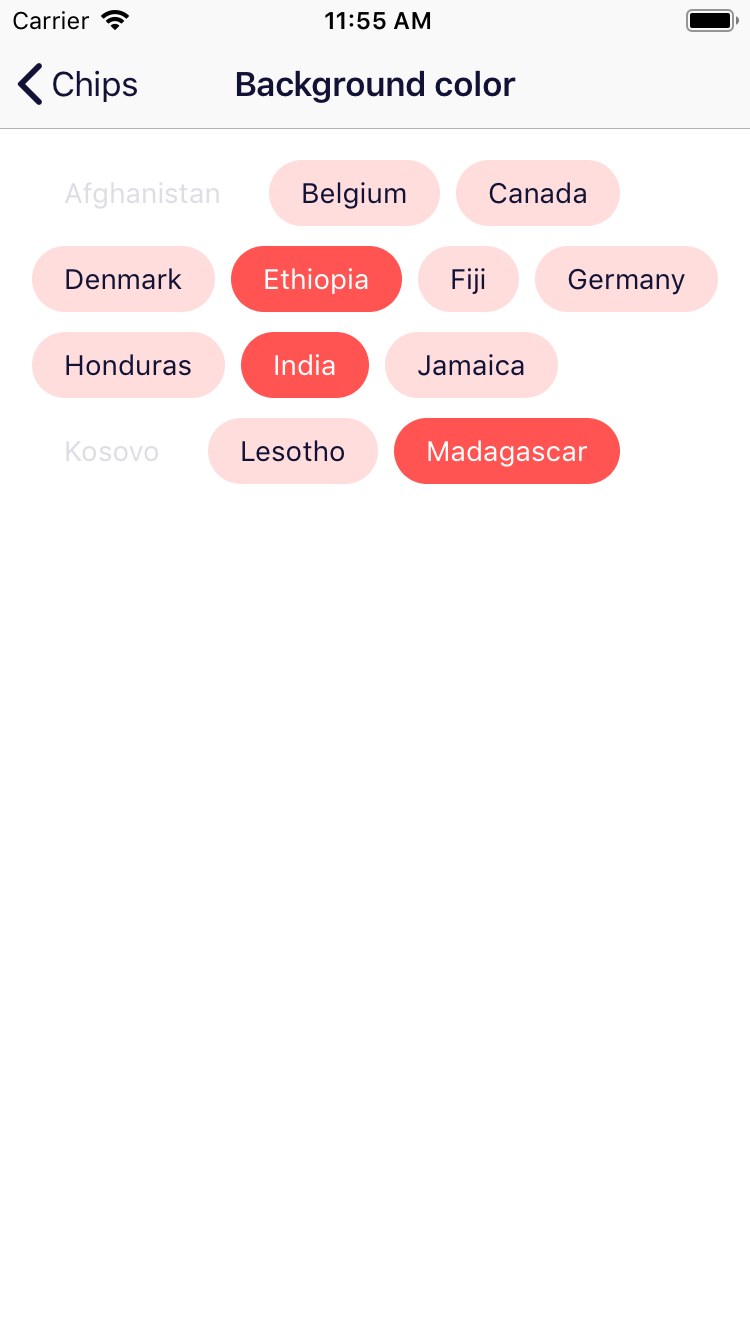 Carrier 11:55 AM
Chips Background color
Afghanistan Belgium Canada
Denmark Ethiopia Fiji Germany
Honduras India Jamaica
Kosovo Lesotho Madagascar